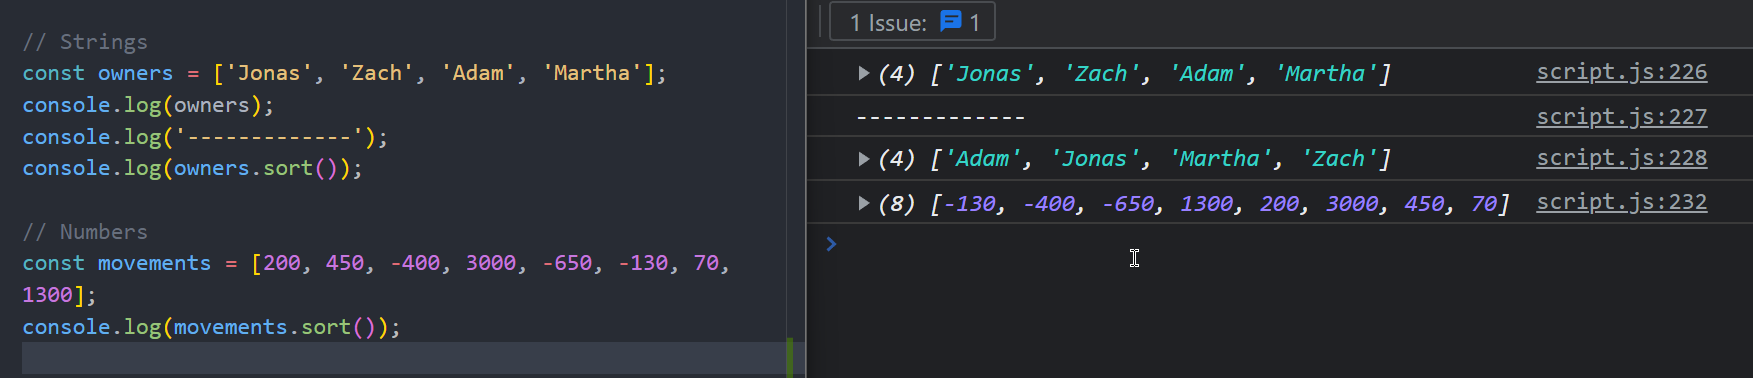 // Strings
const owners = ['Jonas', 'Zach', 'Adam', 'Martha'];
console.log(owners);
console.log('-------------');
console.log(owners.sort());
// Numbers
const movements = [200, 450, -400, 3000, -650, -130, 70,
1300];
console.log(movements.sort());
1 Issue: 1
(4) ['Jonas', 'Zach', 'Adam', 'Martha'] script.js:226
------------- script.js:227
(4) ['Adam', 'Jonas', 'Martha', 'Zach'] script.js:228
(8) [-130, -400, -650, 1300, 200, 3000, 450, 70] script.js:232